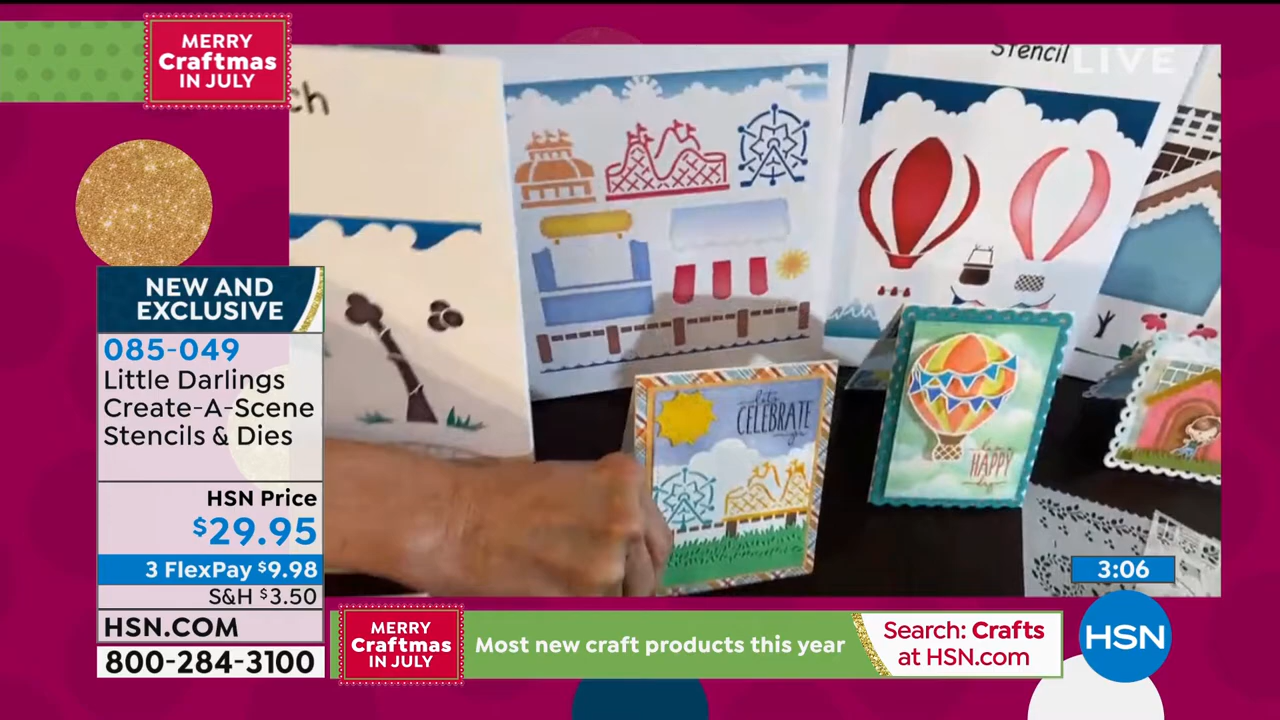 MERRY
Craftmas
IN JULY
ch
Stencil
LIVE
NEW AND
EXCLUSIVE
085-049
Little Darlings
Create-A-Scene
Stencils & Dies
HSN Price
$29.95
3 FlexPay $9.98
S&H $3.50
HSN.COM
800-284-3100
CELEBRATE
HAPPY
3:06
MERRY
Craftmas
IN JULY
Most new craft products this year
Search: Crafts
at HSN.com
HSN